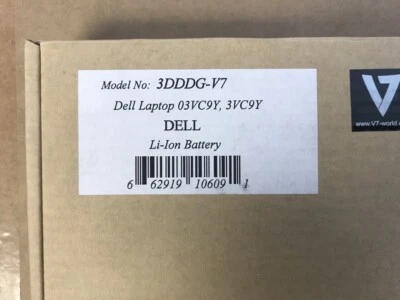 Model No: 3DDDG-V7
Dell Laptop 03VC9Y, 3VC9Y
DELL
Li-Ion Battery
6 62919 10609 1
V7
www.V7-world.c